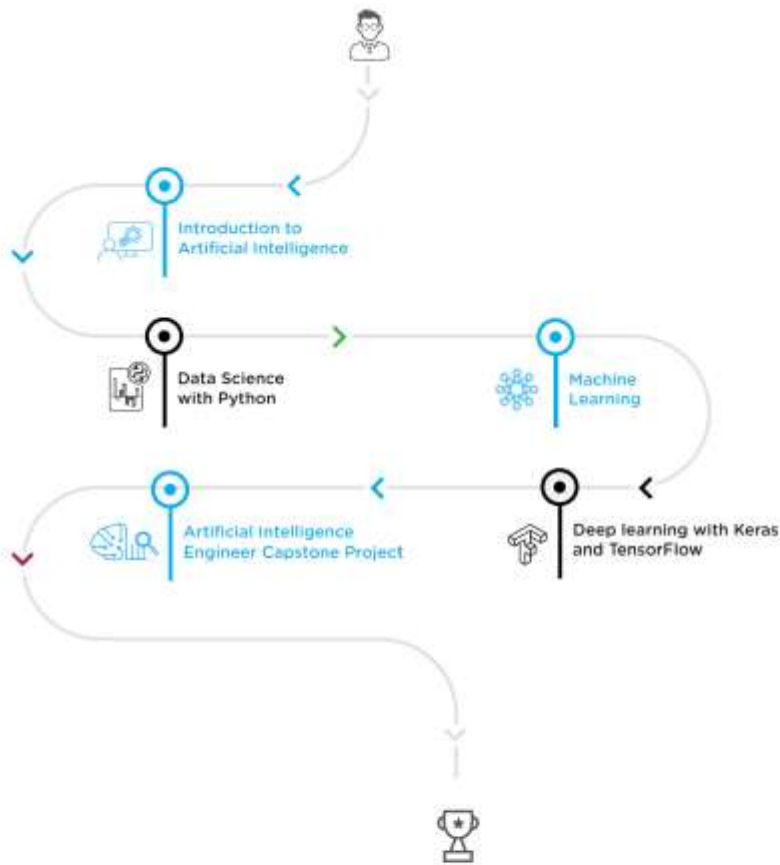 Introduction to
Artificial Intelligence
Data Science
with Python
Machine
Learning
Deep learning with Keras
and TensorFlow
Artificial Intelligence
Engineer Capstone Project